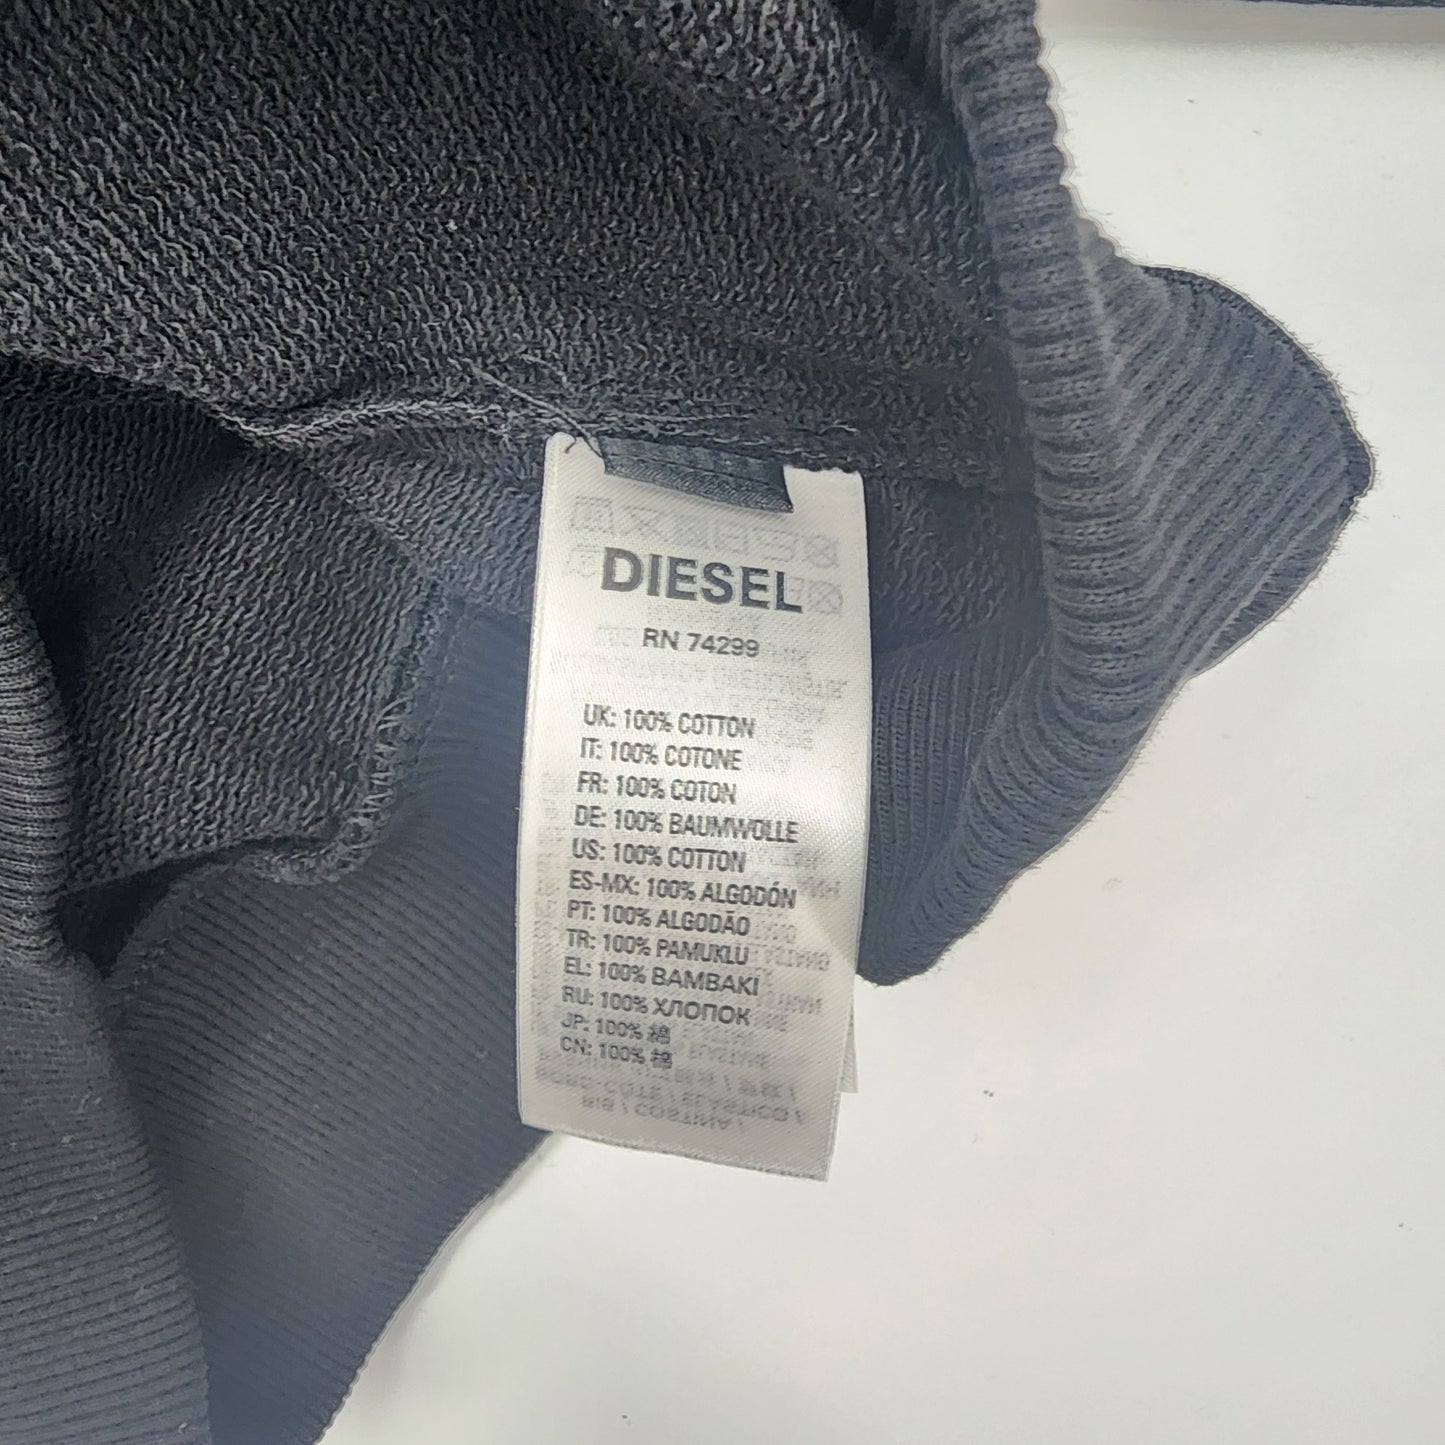 DIESEL
RN 74299
UK: 100% COTTON
IT: 100% COTONE
FR: 100% COTON
DE: 100% BAUMWOLLE
US: 100% COTTON
ES-MX: 100% ALGODÓN
PT: 100% ALGODÃO
TR: 100% PAMUKLU
EL: 100% BAMBAKI
RU: 100% ХЛОПОК
JP: 100% 綿
CN: 100% 棉